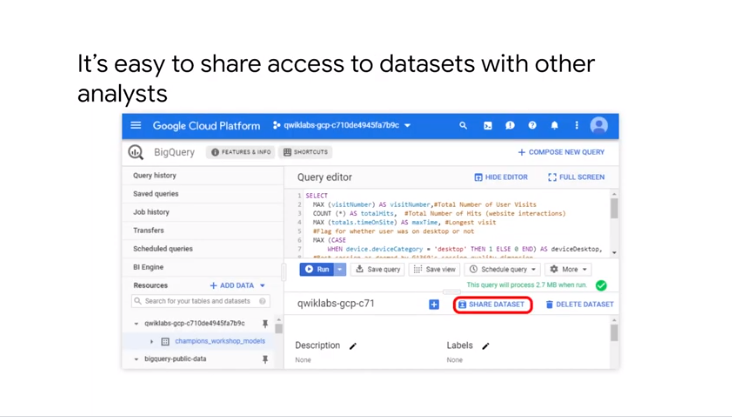 It's easy to share access to datasets with other
analysts
Google Cloud Platform qwiklabs-gcp-c710de4945fa7b9c
BigQuery FEATURES & INFO SHORTCUTS + COMPOSE NEW QUERY
Query history
Saved queries
Job history
Transfers
Scheduled queries
BI Engine
Resources + ADD DATA
Search for your tables and datasets
qwiklabs-gcp-c710de4945fa7b9c
champions_workshop_models
bigquery-public-data
Query editor HIDE EDITOR FULL SCREEN
1 SELECT
2 MAX (visitNumber) AS visitNumber,#Total Number of User Visits
3 COUNT (*) AS totalHits, #Total Number of Hits (website interactions)
4 MAX (totals.timeOnSite) AS maxTime, #Longest visit
5 #Flag for whether user was on desktop or not
6 MAX (CASE
7 WHEN device.deviceCategory = 'desktop' THEN 1 ELSE 0 END) AS deviceDesktop,
Run Save query Save view Schedule query More
This query will process 2.7 MB when run.
qwiklabs-gcp-c71 SHARE DATASET DELETE DATASET
Description Labels
None None